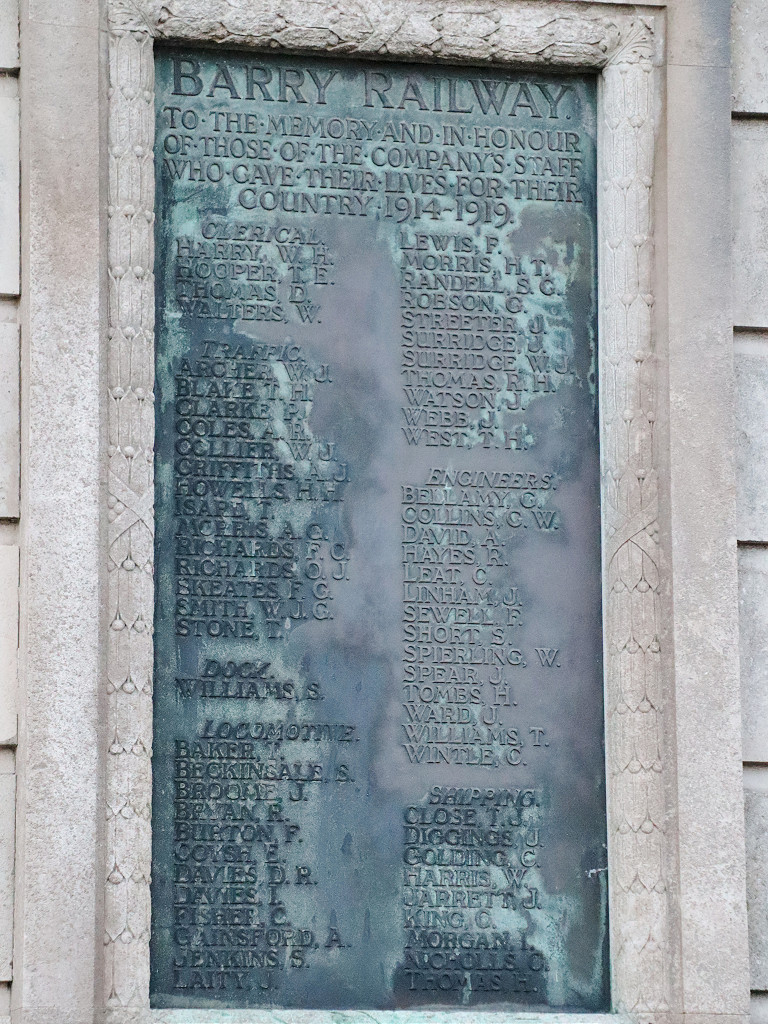 BARRY RAILWAY.
TO·THE·MEMORY·AND·IN·HONOUR
OF·THOSE·OF·THE·COMPANY'S·STAFF
WHO·GAVE·THEIR·LIVES·FOR·THEIR
COUNTRY, 1914-1919.
CLERICAL.
HARRY, W. H.
HOOPER, T. E.
THOMAS, D.
WALTERS, W.
TRAFFIC.
ARCHER, W. J.
BLAKE, T. H.
CLARKE, P.
COLES, A. R.
COLLIER, W. J.
GRIFFITHS, A. J.
HOWELLS, H. H.
ISAPH, T.
MORRIS, A. G.
RICHARDS, F. C.
RICHARDS, O. J.
SKEATES, F. G.
SMITH, W. J. G.
STONE, T.
DOCK.
WILLIAMS, S.
LOCOMOTIVE.
BAKER, T.
BECKINSALE, S.
BROOME, J.
BRYAN, R.
BURTON, F.
COYSH, E.
DAVIES, D. R.
DAVIES, I.
FISHER, C.
GAINSFORD, A.
JENKINS, S.
LAITY, J.
LEWIS, F.
MORRIS, H. T.
RANDELL, S. G.
ROBSON, G.
STREETER, J.
SURRIDGE, J.
SURRIDGE, W. J.
THOMAS, R. H.
WATSON, J.
WEBB, J.
WEST, T. H.
ENGINEERS.
BELLAMY, G.
COLLINS, C. W.
DAVID, A.
HAYES, R.
LEAT, C.
LINHAM, J.
SEWELL, F.
SHORT, S.
SPIERLING, W.
SPEAR, J.
TOMBS, H.
WARD, J.
WILLIAMS, T.
WINTLE, C.
SHIPPING.
CLOSE, T. J.
DIGGINGS, J.
GOLDING, C.
HARRIS, W.
JARRETT, J.
KING, C.
MORGAN, I.
NICHOLLS, O.
THOMAS, H.